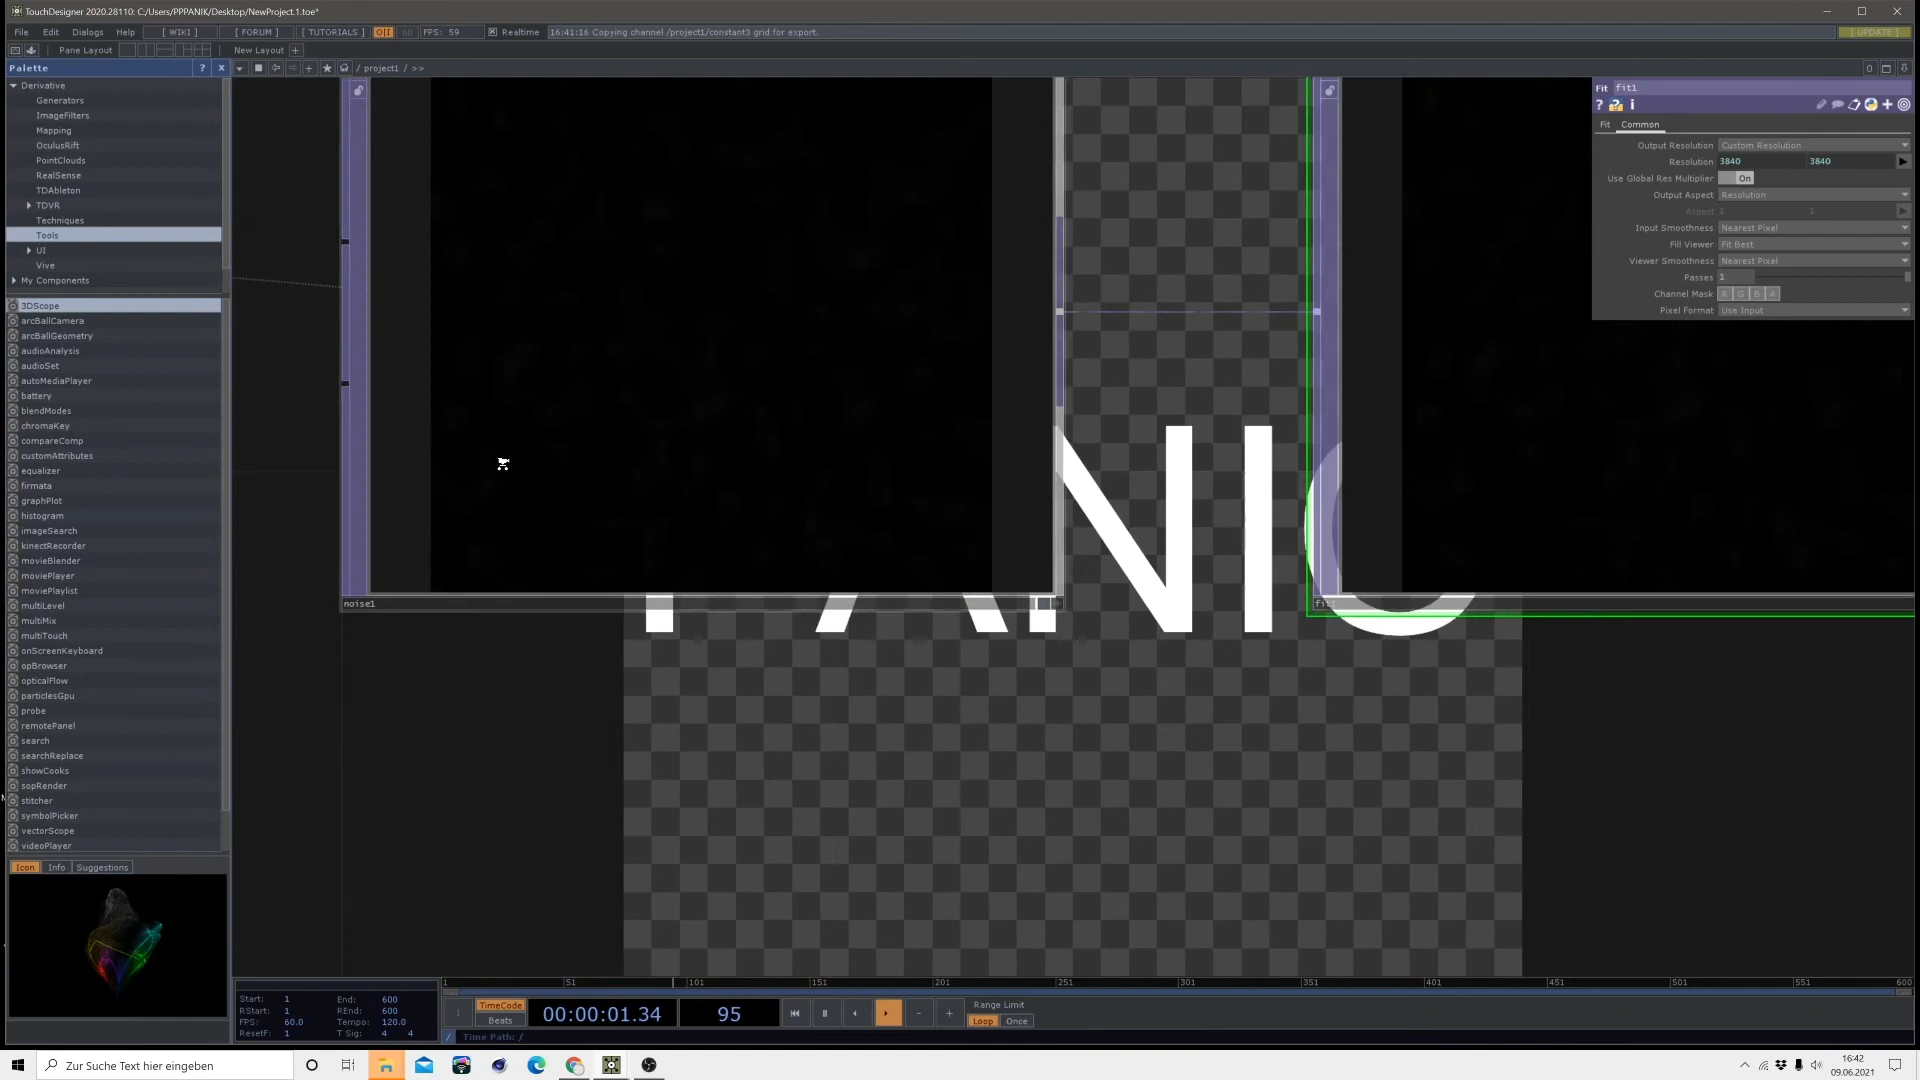 TouchDesigner 2020.28110: C:/Users/PPPANIK/Desktop/NewProject.1.toe*
File Edit Dialogs Help [ WIKI ] [ FORUM ] [ TUTORIALS ] O|I 60 FPS: 59 Realtime 16:41:16 Copying channel /project1/constant3 grid for export. [ UPDATE ]
Pane Layout New Layout +
Palette ? x / project1 / >> 0
Derivative
Generators
ImageFilters
Mapping
OculusRift
PointClouds
RealSense
TDAbleton
TDVR
Techniques
Tools
UI
Vive
My Components
3DScope
arcBallCamera
arcBallGeometry
audioAnalysis
audioSet
autoMediaPlayer
battery
blendModes
chromaKey
compareComp
customAttributes
equalizer
firmata
graphPlot
histogram
imageSearch
kinectRecorder
movieBlender
moviePlayer
moviePlaylist
multiLevel
multiMix
multiTouch
onScreenKeyboard
opBrowser
opticalFlow
particlesGpu
probe
remotePanel
search
searchReplace
showCooks
sopRender
stitcher
symbolPicker
vectorScope
videoPlayer
Icon Info Suggestions
Fit fit1
? ? i
Fit Common
Output Resolution Custom Resolution
Resolution 3840 3840
Use Global Res Multiplier On
Output Aspect Resolution
Aspect 1 1
Input Smoothness Nearest Pixel
Fill Viewer Fit Best
Viewer Smoothness Nearest Pixel
Passes 1
Channel Mask R G B A
Pixel Format Use Input
noise1
fit1
1 51 101 151 201 251 301 351 401 451 501 551 600
Start: 1 End: 600
RStart: 1 REnd: 600
FPS: 60.0 Tempo: 120.0
ResetF: 1 T Sig: 4 4
TimeCode
Beats
00:00:01.34
95
- +
Range Limit
Loop Once
/ Time Path: /
Zur Suche Text hier eingeben
16:42
09.06.2021